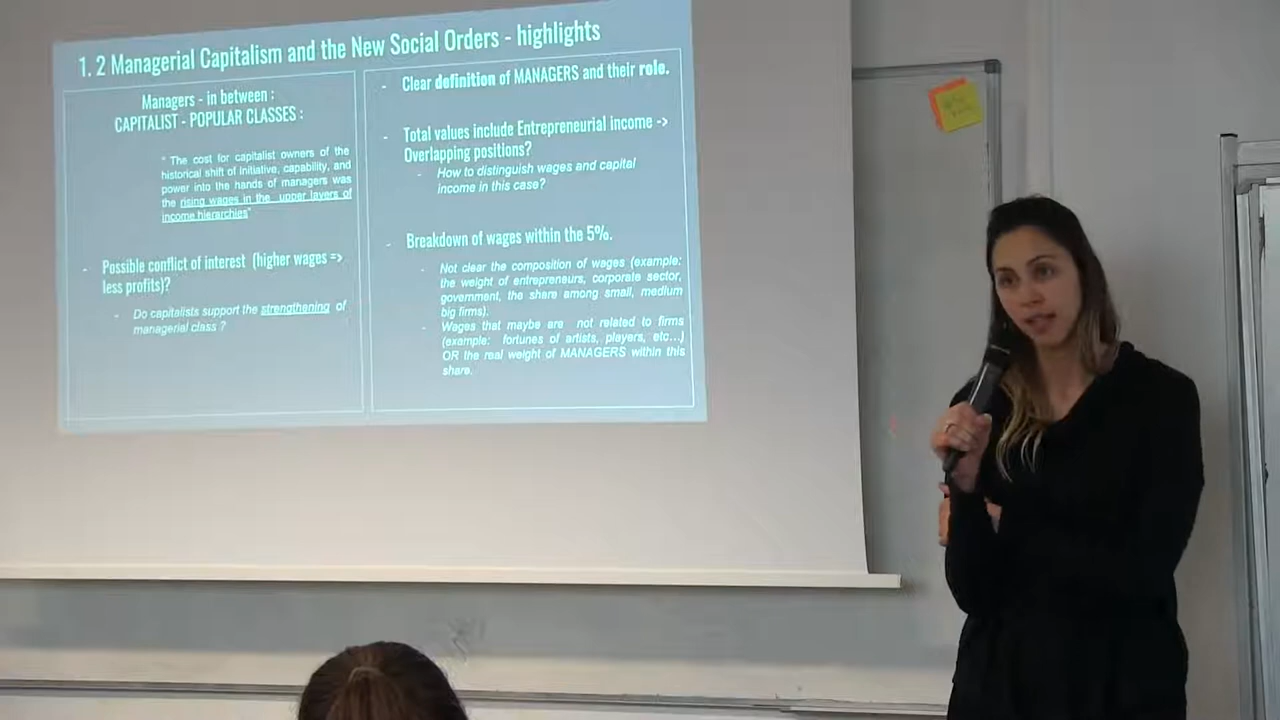 1. 2 Managerial Capitalism and the New Social Orders - highlights
Managers - in between :
CAPITALIST - POPULAR CLASSES :
" The cost for capitalist owners of the
historical shift of initiative, capability, and
power into the hands of managers was
the rising wages in the upper layers of
income hierarchies"
- Possible conflict of interest (higher wages =>
less profits)?
- Do capitalists support the strengthening of
managerial class ?
- Clear definition of MANAGERS and their role.
- Total values include Entrepreneurial income ->
Overlapping positions?
- How to distinguish wages and capital
income in this case?
- Breakdown of wages within the 5%.
- Not clear the composition of wages (example:
the weight of entrepreneurs, corporate sector,
government, the share among small, medium
big firms).
- Wages that maybe are not related to firms
(example: fortunes of artists, players, etc...)
OR the real weight of MANAGERS within this
share.